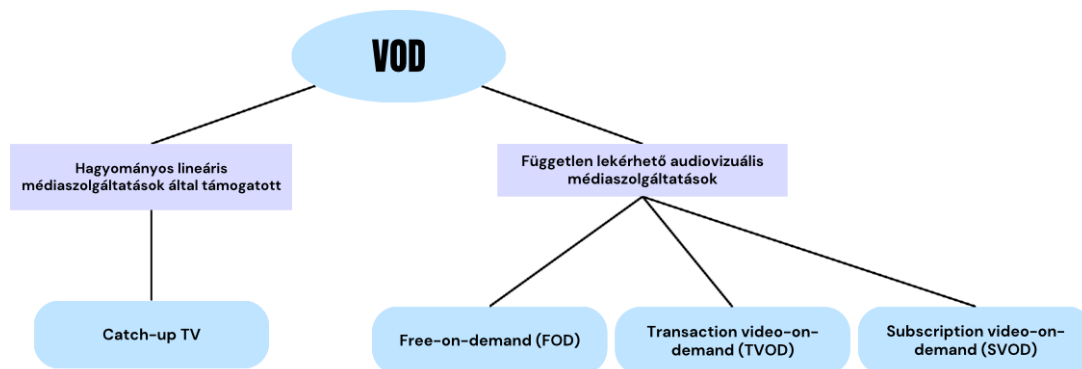 VOD
Hagyományos lineáris
médiaszolgáltatások által támogatott
Független lekérhető audiovizuális
médiaszolgáltatások
Catch-up TV
Free-on-demand (FOD)
Transaction video-on-
demand (TVOD)
Subscription video-on-
demand (SVOD)